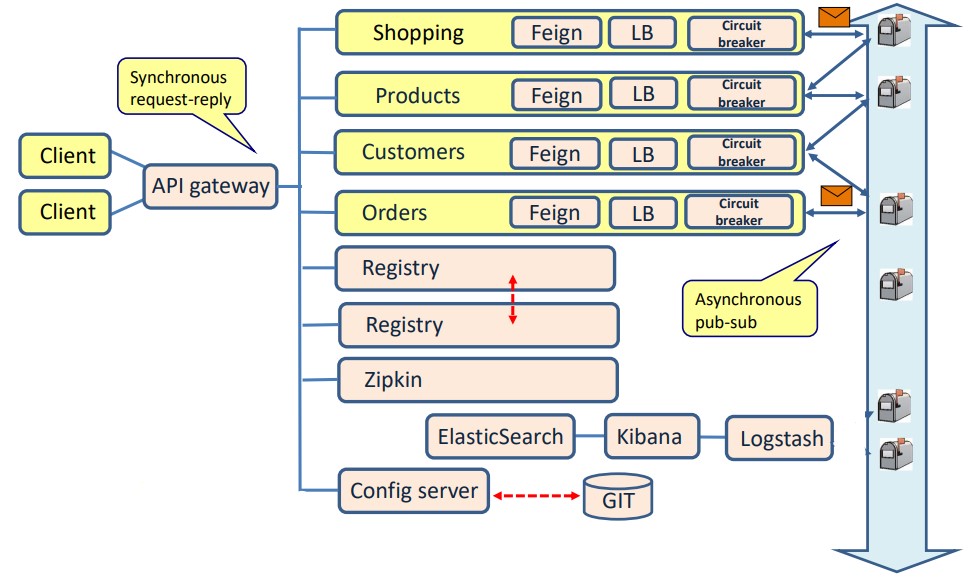 Shopping
Feign
LB
Circuit
breaker
Synchronous
request-reply
Products
Feign
LB
Circuit
breaker
Client
Customers
Feign
LB
Circuit
breaker
API gateway
Client
Orders
Feign
LB
Circuit
breaker
Registry
Asynchronous
pub-sub
Registry
Zipkin
ElasticSearch
Kibana
Logstash
Config server
GIT